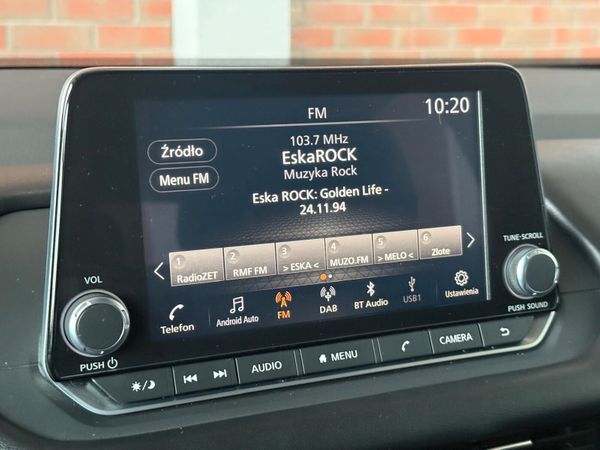 FM
10:20
Źródło
Menu FM
103.7 MHz
EskaROCK
Muzyka Rock
Eska ROCK: Golden Life -
24.11.94
1 RadioZET
2 RMF FM
3 > ESKA <
4 MUZO.FM
5 > MELO <
6 Złote
Telefon
Android Auto
FM
DAB
BT Audio
USB1
Ustawienia
VOL
PUSH
TUNE·SCROLL
PUSH SOUND
AUDIO
MENU
CAMERA